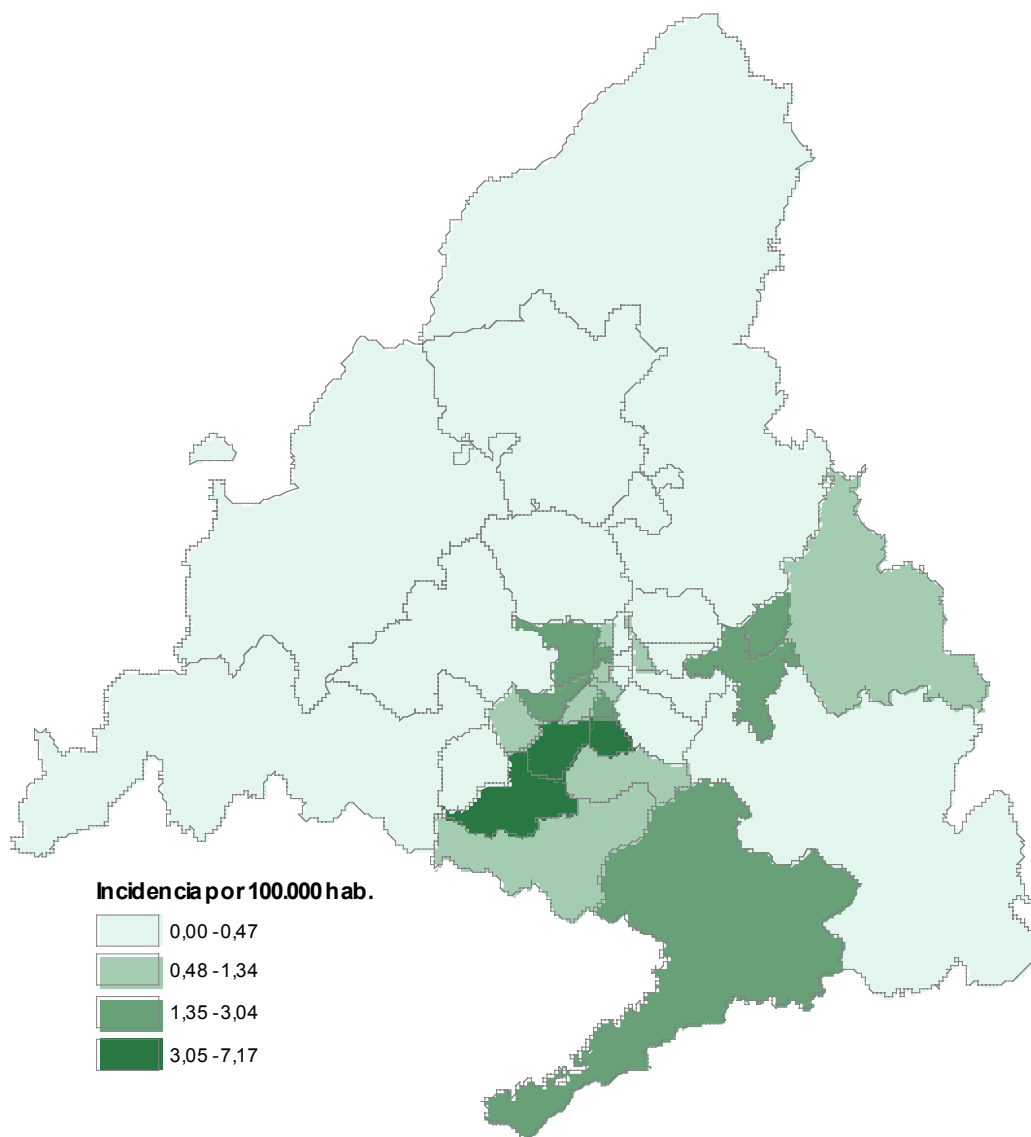 Incidencia por 100.000 hab.
0,00 - 0,47
0,48 - 1,34
1,35 - 3,04
3,05 - 7,17